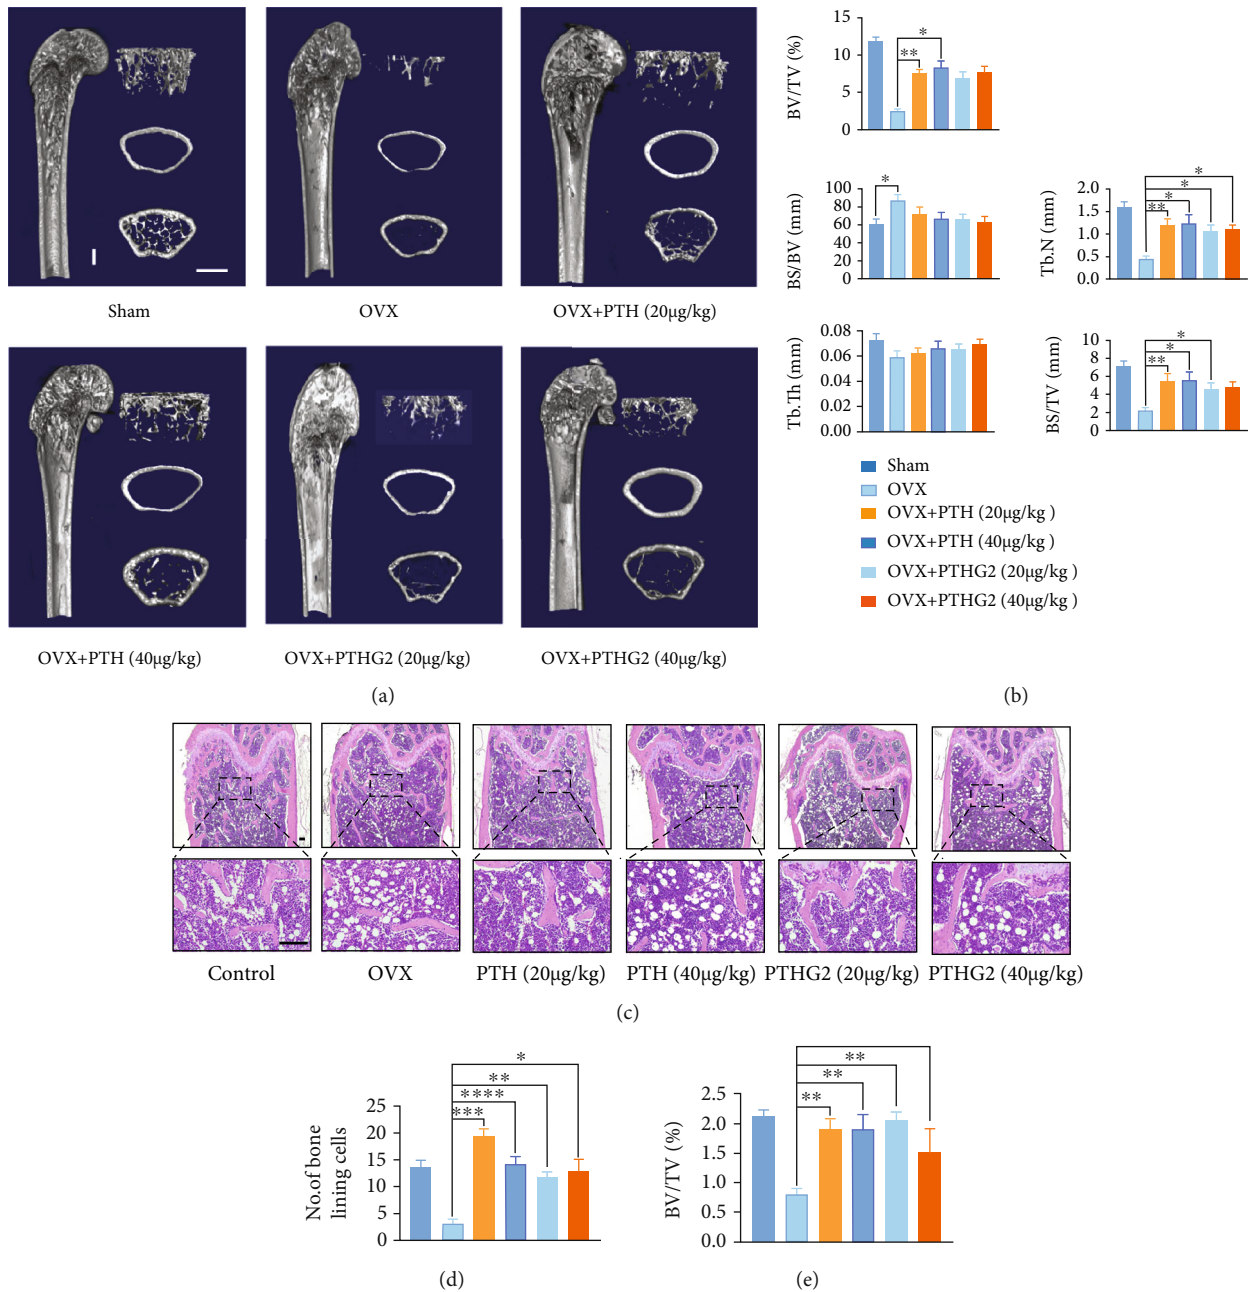 Sham
OVX
OVX+PTH (20μg/kg)
OVX+PTH (40μg/kg)
OVX+PTHG2 (20μg/kg)
OVX+PTHG2 (40μg/kg)
(a)
BV/TV (%)
15
10
5
0
**
*
BS/BV (mm)
100
80
60
40
20
0
*
Tb.N (mm)
2.0
1.5
1.0
0.5
0.0
**
*
*
*
Tb.Th (mm)
0.08
0.06
0.04
0.02
0.00
BS/TV (mm)
10
8
6
4
2
0
**
*
*
Sham
OVX
OVX+PTH (20μg/kg )
OVX+PTH (40μg/kg )
OVX+PTHG2 (20μg/kg )
OVX+PTHG2 (40μg/kg )
(b)
Control
OVX
PTH (20μg/kg)
PTH (40μg/kg)
PTHG2 (20μg/kg)
PTHG2 (40μg/kg)
(c)
No.of bone
lining cells
25
20
15
10
5
0
***
****
**
*
(d)
BV/TV (%)
2.5
2.0
1.5
1.0
0.5
0.0
**
**
**
(e)